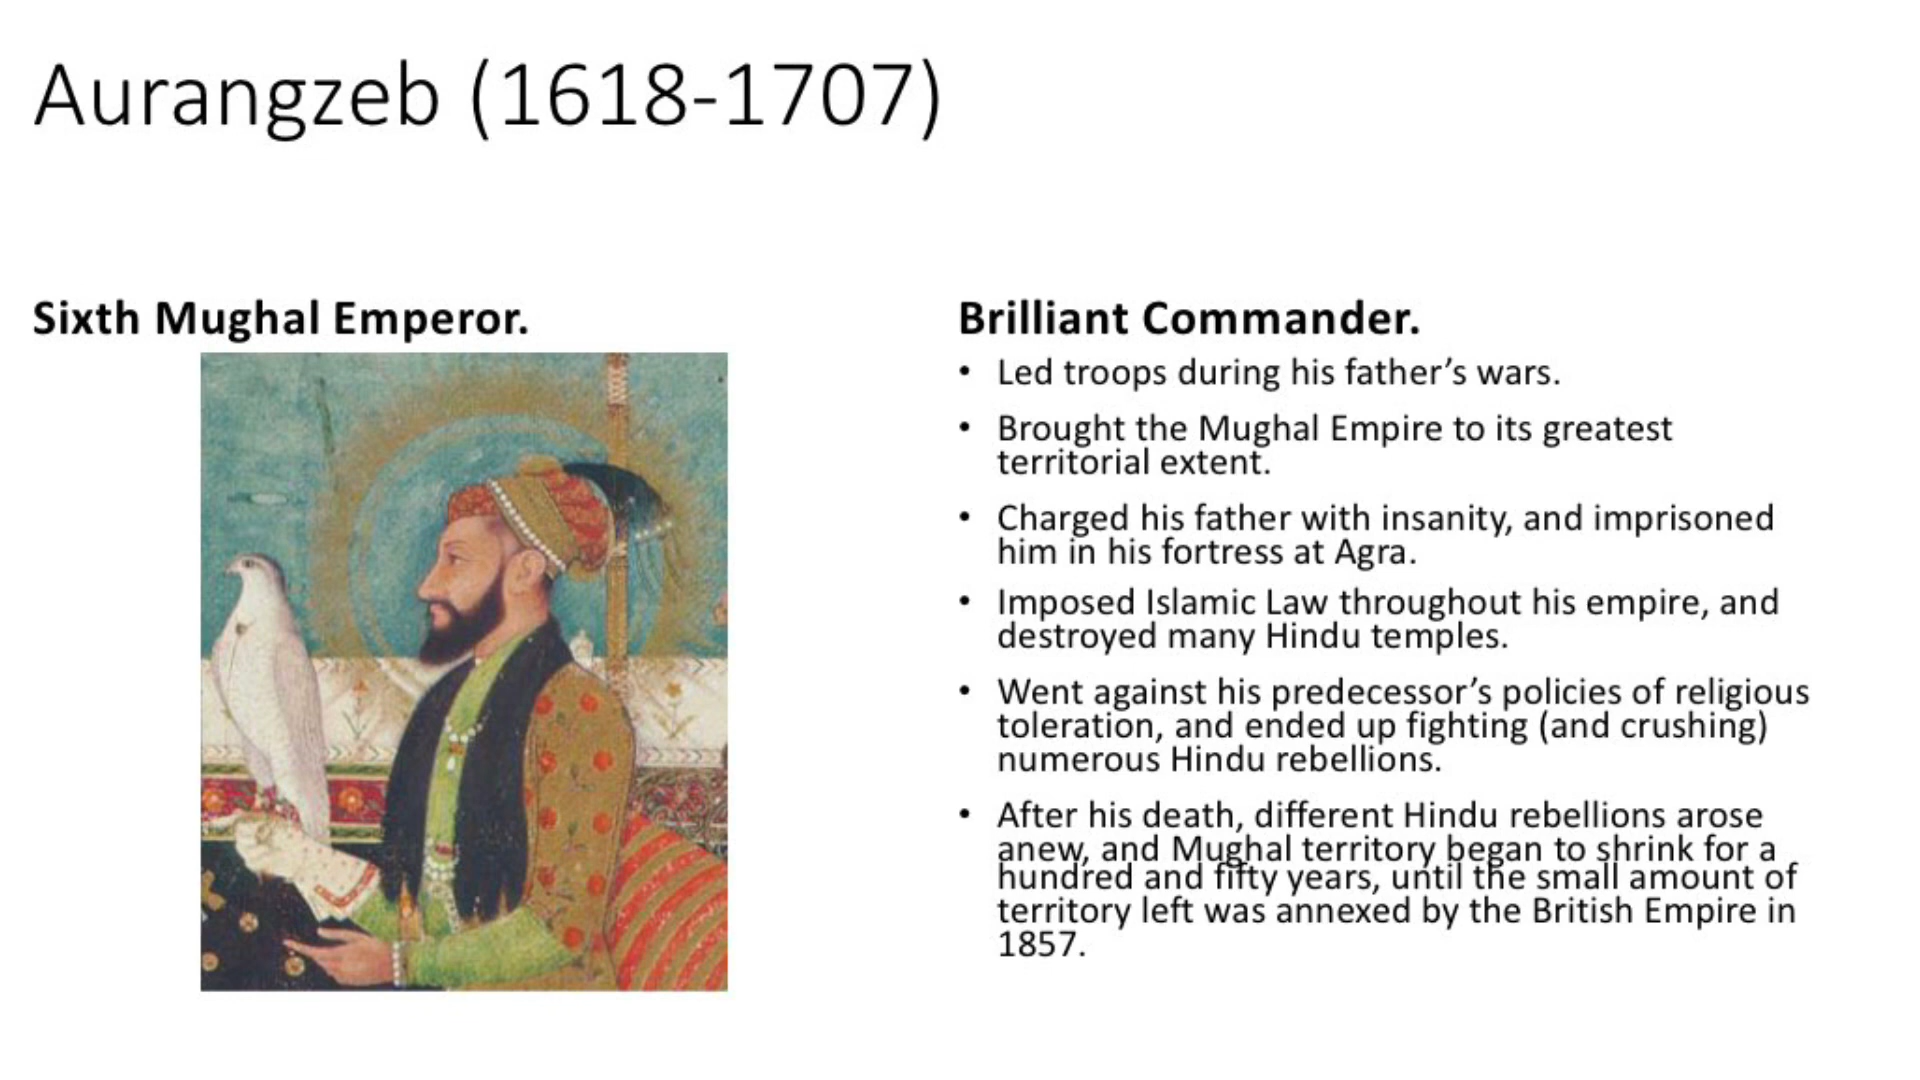 Aurangzeb (1618-1707)
Sixth Mughal Emperor.
Brilliant Commander.
• Led troops during his father’s wars.
• Brought the Mughal Empire to its greatest
territorial extent.
• Charged his father with insanity, and imprisoned
him in his fortress at Agra.
• Imposed Islamic Law throughout his empire, and
destroyed many Hindu temples.
• Went against his predecessor’s policies of religious
toleration, and ended up fighting (and crushing)
numerous Hindu rebellions.
• After his death, different Hindu rebellions arose
anew, and Mughal territory began to shrink for a
hundred and fifty years, until the small amount of
territory left was annexed by the British Empire in
1857.